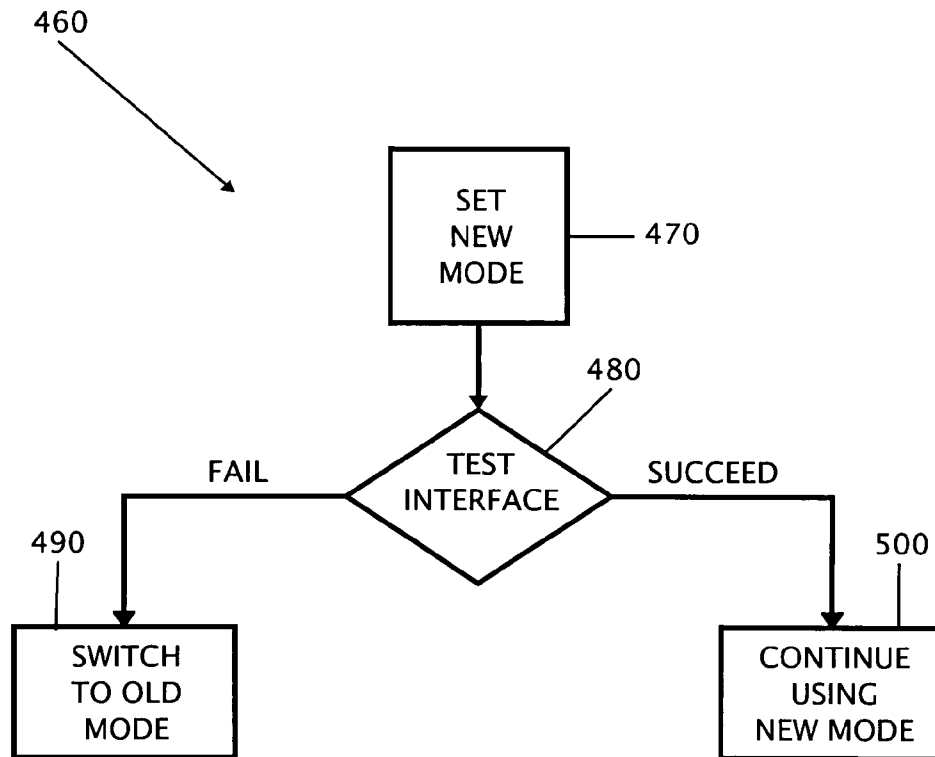 460
SET
NEW
MODE
470
480
TEST
INTERFACE
FAIL
SUCCEED
490
500
SWITCH
TO OLD
MODE
CONTINUE
USING
NEW MODE